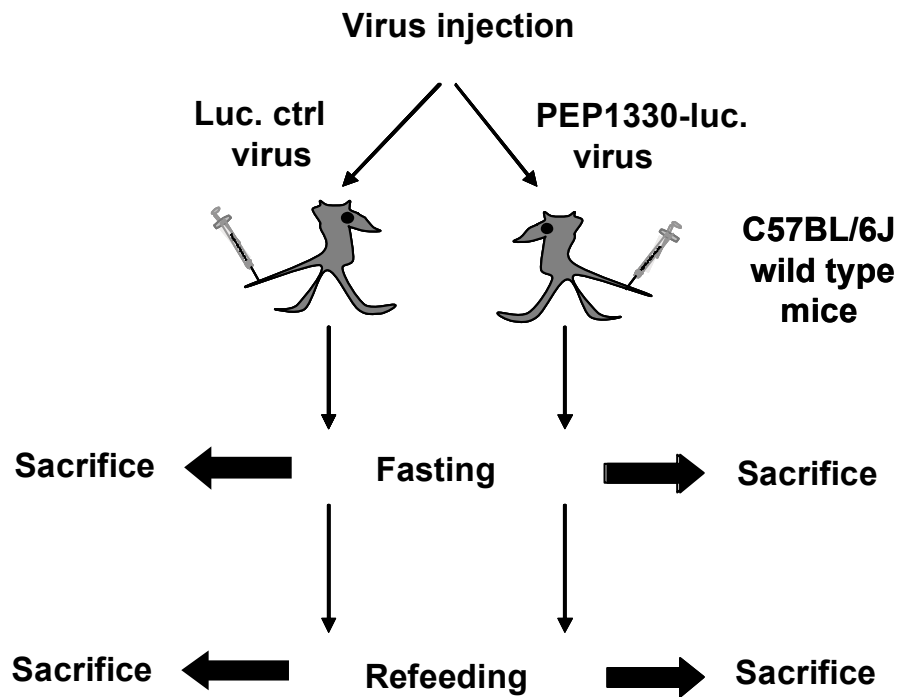 Virus injection
Luc. ctrl
virus
PEP1330-luc.
virus
C57BL/6J
wild type
mice
Sacrifice
Fasting
Sacrifice
Sacrifice
Refeeding
Sacrifice